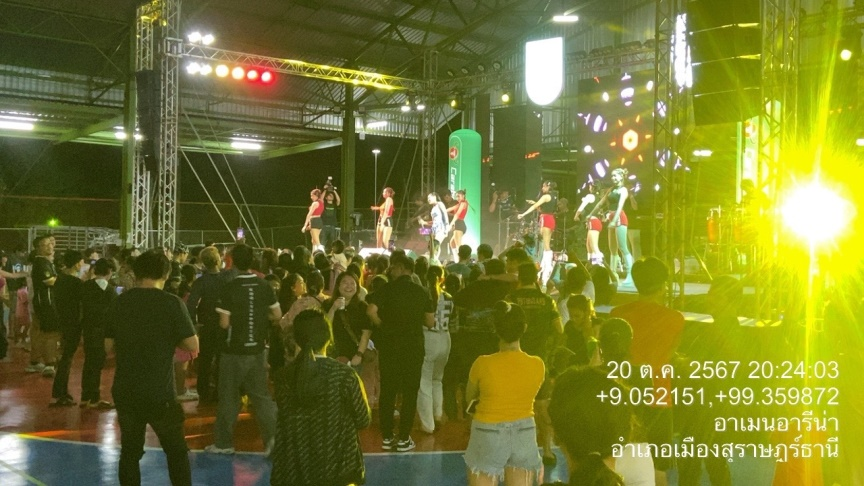 20 ต.ค. 2567 20:24:03
+9.052151,+99.359872
อาเมนอารีน่า
อำเภอเมืองสุราษฎร์ธานี